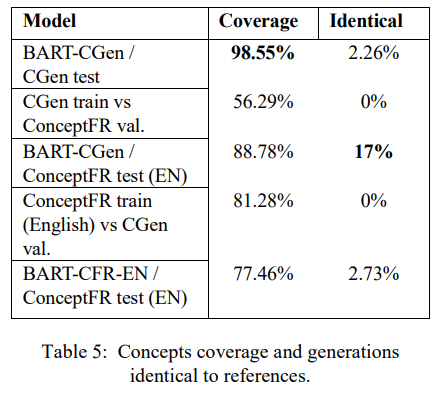 Model Coverage Identical
BART-CGen / 98.55% 2.26%
CGen test
CGen train vs 56.29% 0%
ConceptFR val.
BART-CGen / 88.78% 17%
ConceptFR test (EN)
ConceptFR train 81.28% 0%
(English) vs CGen
val.
BART-CFR-EN / 77.46% 2.73%
ConceptFR test (EN)
Table 5: Concepts coverage and generations
identical to references.